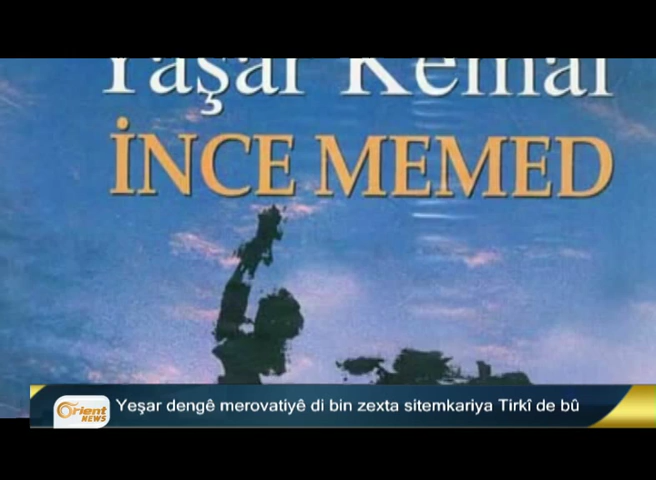 Yaşar Kemal
İNCE MEMED
Orient
NEWS
Yeşar dengê merovatiyê di bin zexta sitemkariya Tirkî de bû